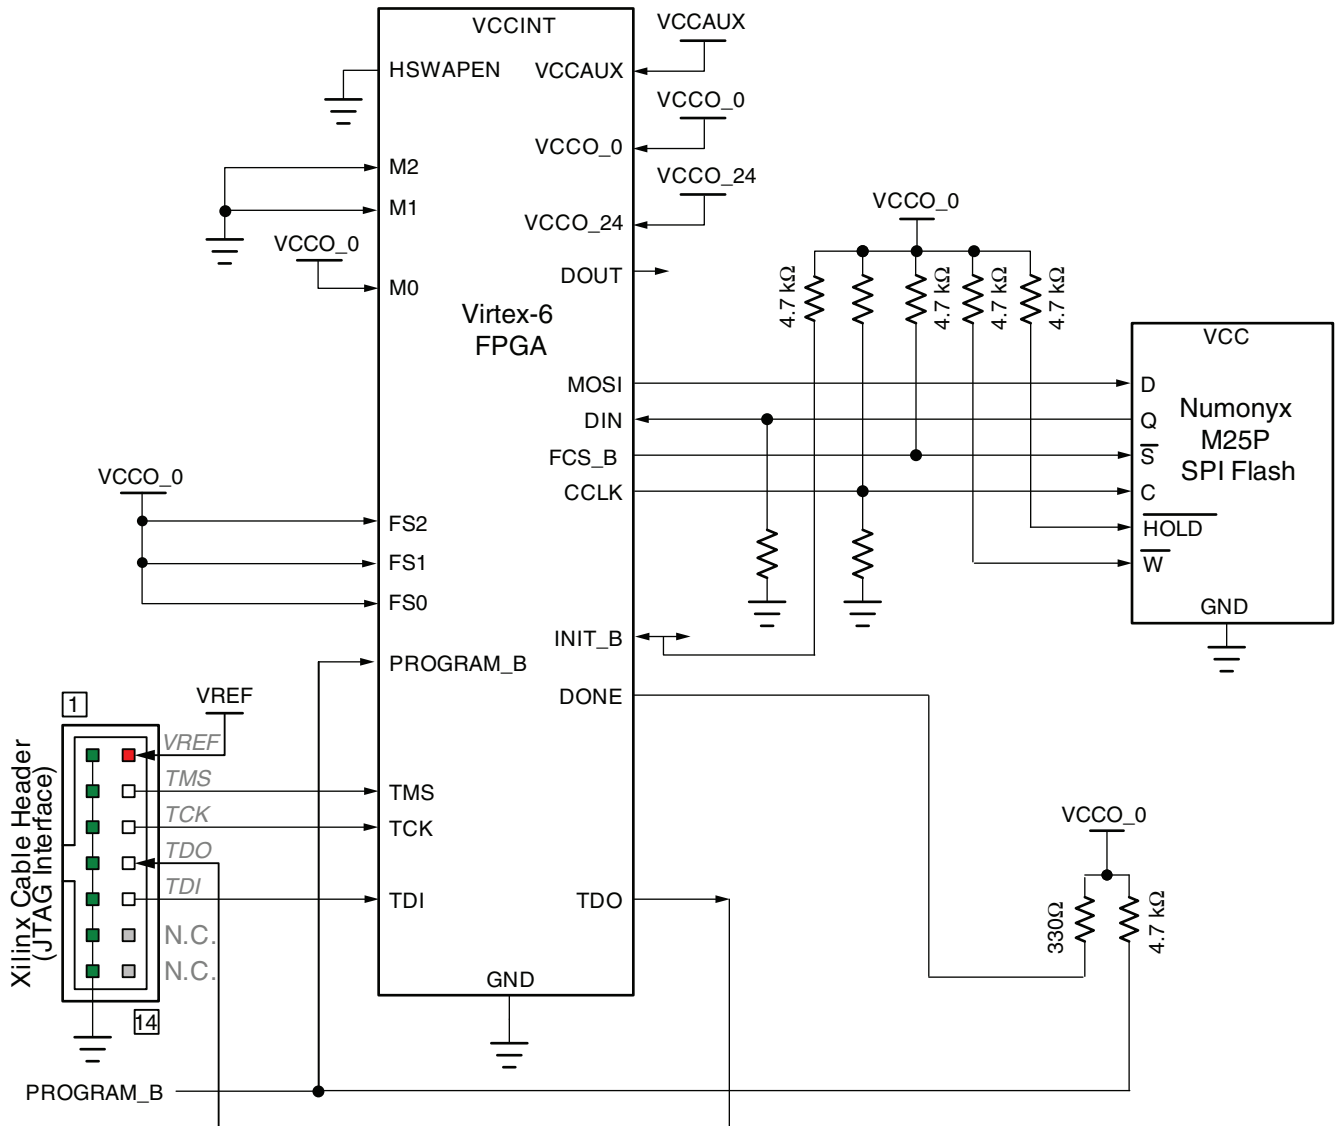 VCCINT
VCCAUX
HSWAPEN
VCCAUX
VCCO_0
VCCO_0
M2
VCCO_24
M1
VCCO_24
VCCO_0
VCCO_0
DOUT
M0
4.7 kΩ
4.7 kΩ
4.7 kΩ
4.7 kΩ
Virtex-6
FPGA
VCC
MOSI
D
DIN
Q
Numonyx
M25P
SPI Flash
FCS_B
S
CCLK
C
HOLD
W
GND
VCCO_0
FS2
FS1
FS0
INIT_B
PROGRAM_B
DONE
VREF
1
VREF
TMS
TMS
TCK
TCK
TDO
TDI
TDI
TDO
N.C.
N.C.
14
Xilinx Cable Header
(JTAG Interface)
VCCO_0
330Ω
4.7 kΩ
GND
PROGRAM_B